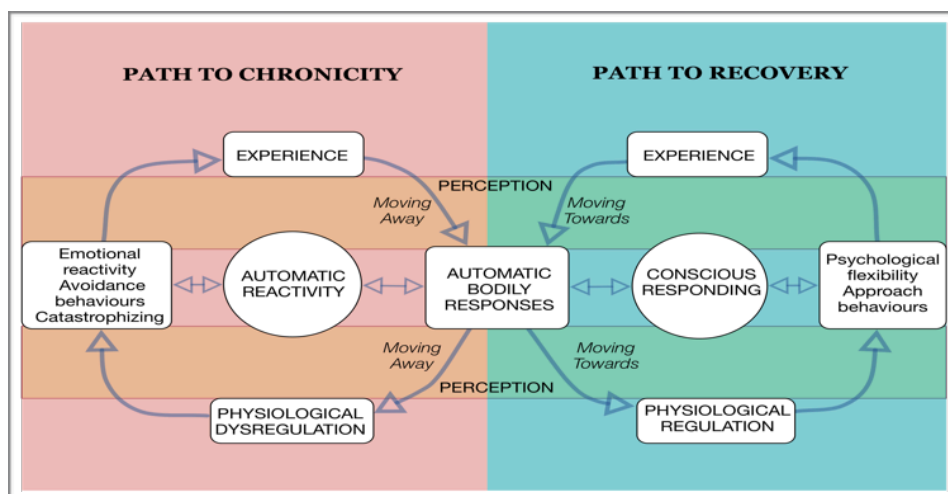 PATH TO CHRONICITY
PATH TO RECOVERY
EXPERIENCE
EXPERIENCE
PERCEPTION
Moving
Away
Moving
Towards
Emotional
reactivity
Avoidance
behaviours
Catastrophizing
AUTOMATIC
REACTIVITY
AUTOMATIC
BODILY
RESPONSES
CONSCIOUS
RESPONDING
Psychological
flexibility
Approach
behaviours
Moving
Away
Moving
Towards
PERCEPTION
PHYSIOLOGICAL
DYSREGULATION
PHYSIOLOGICAL
REGULATION